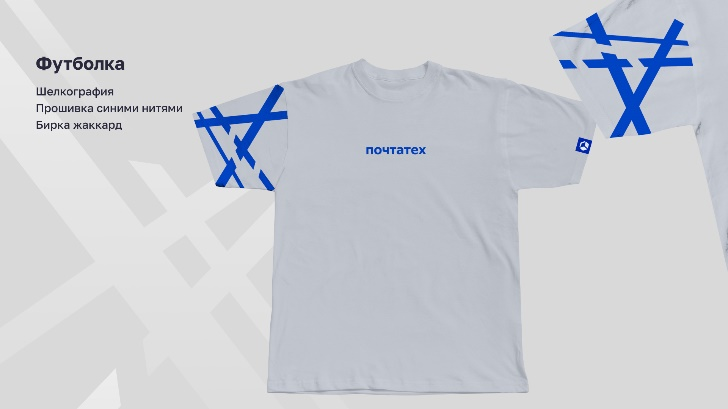 Футболка
Шелкография
Прошивка синими нитями
Бирка жаккард
почтатех